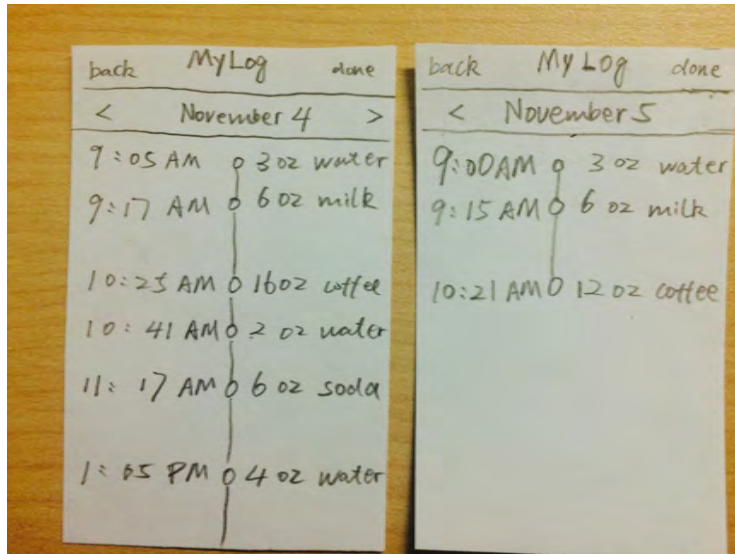 back MyLog done
< November 4 >
9:05 AM 3 oz water
9:17 AM 6 oz milk
10:25 AM 16 oz coffee
10:41 AM 2 oz water
11:17 AM 6 oz soda
1:05 PM 4 oz water
back My Log done
< November 5
9:00 AM 3 oz water
9:15 AM 6 oz milk
10:21 AM 12 oz coffee